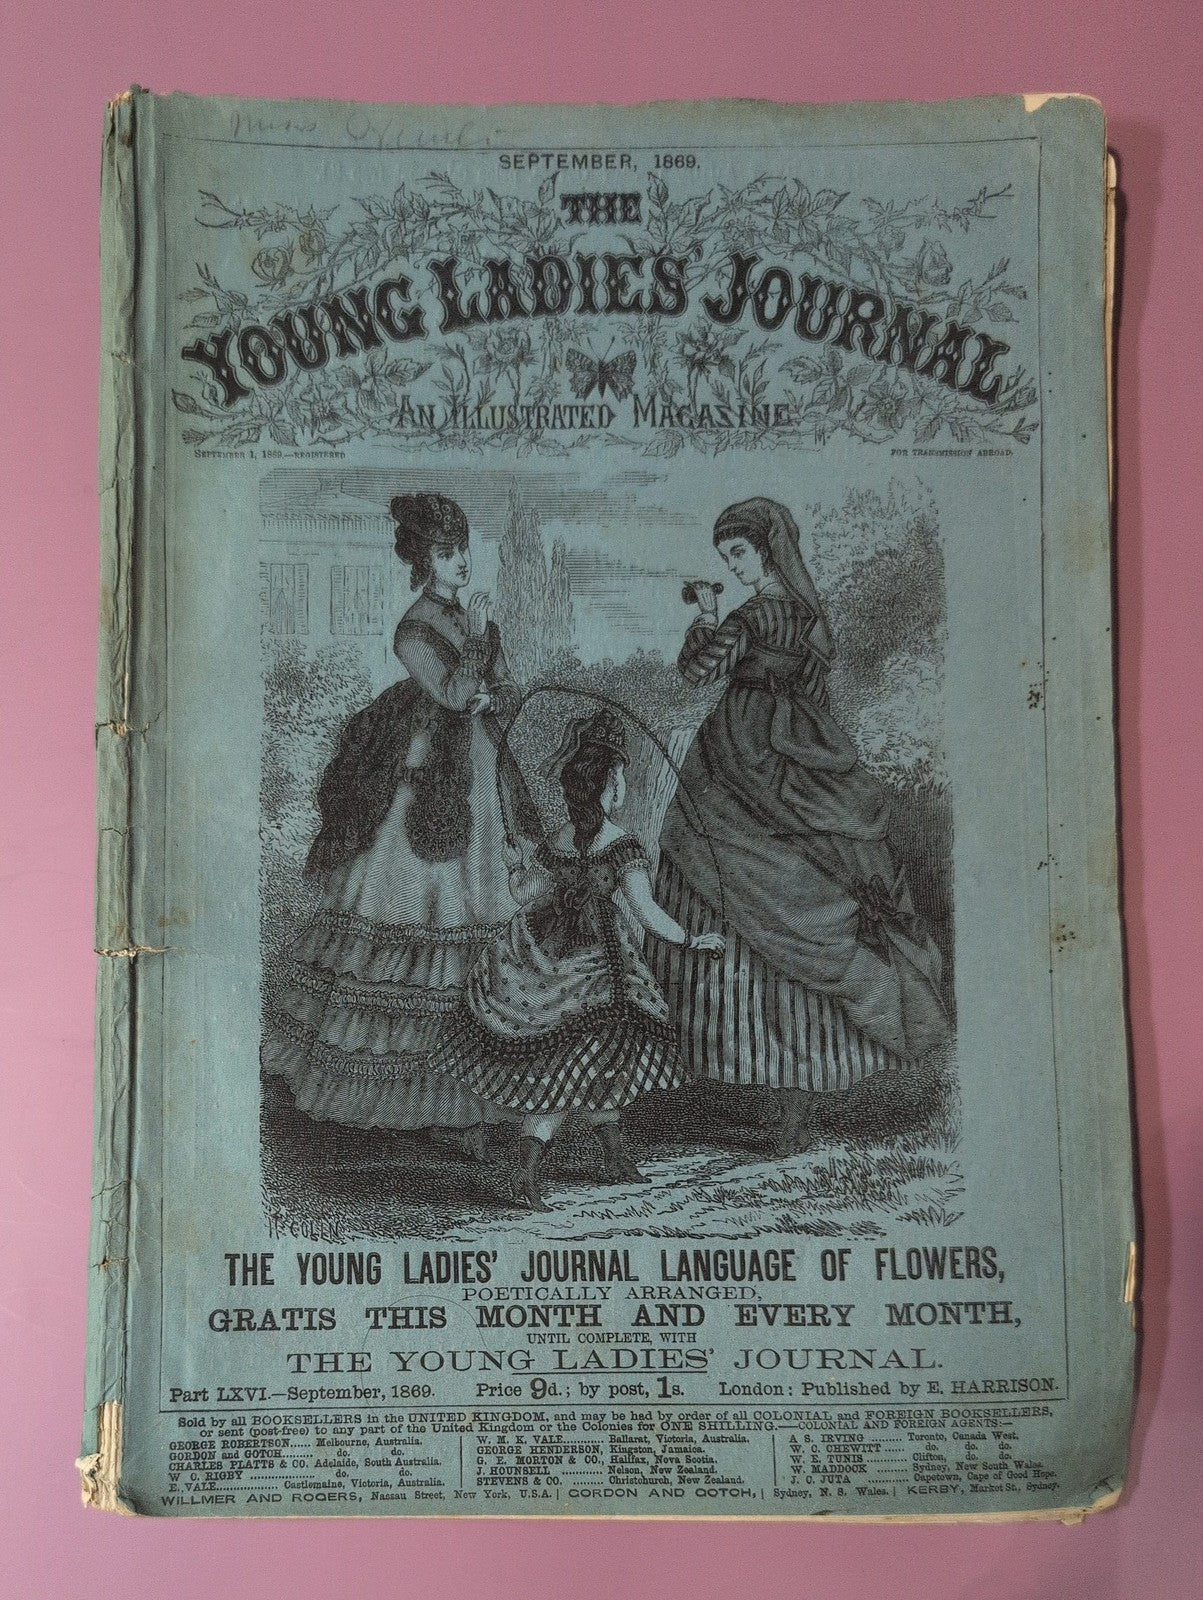 Miss
SEPTEMBER, 1869.
THE
YOUNG LADIES' JOURNAL
AN ILLUSTRATED MAGAZINE
SEPTEMBER 1, 1869.—REGISTERED
FOR TRANSMISSION ABROAD.
THE YOUNG LADIES' JOURNAL LANGUAGE OF FLOWERS,
POETICALLY ARRANGED,
GRATIS THIS MONTH AND EVERY MONTH,
UNTIL COMPLETE, WITH
THE YOUNG LADIES' JOURNAL.
Part LXVI.—September, 1869. Price 9d.; by post, 1s. London: Published by E. HARRISON.
Sold by all BOOKSELLERS in the UNITED KINGDOM, and may be had by order of all COLONIAL and FOREIGN BOOKSELLERS,
or sent (post-free) to any part of the United Kingdom or the Colonies for ONE SHILLING.—COLONIAL AND FOREIGN AGENTS:—
GEORGE ROBERTSON..... Melbourne, Australia.
GORDON and GOTCH....... do. do.
CHARLES PLATTS & CO. Adelaide, South Australia.
W C. RIGBY ................. do. do.
E. VALE................. Castlemaine, Victoria, Australia.
W. M. K. VALE............ Ballarat, Victoria, Australia.
GEORGE HENDERSON, Kingston, Jamaica.
G. E. MORTON & CO., Halifax, Nova Scotia.
J. HOUNSELL ............ Nelson, New Zealand.
STEVENS & CO. ........... Christchurch, New Zealand.
A S. IRVING ........ Toronto, Canada West.
W. C. CHEWETT ..... do. do. do.
W. E. TUNIS ......... Clifton, do. do.
W. MADDOCK ........ Sydney, New South Wales.
J. C. JUTA ........... Capetown, Cape of Good Hope.
WILLMER AND ROGERS, Nassau Street, New York, U.S.A. | GORDON AND GOTCH, | Sydney, N. S. Wales. | KERBY, Market St., Sydney.